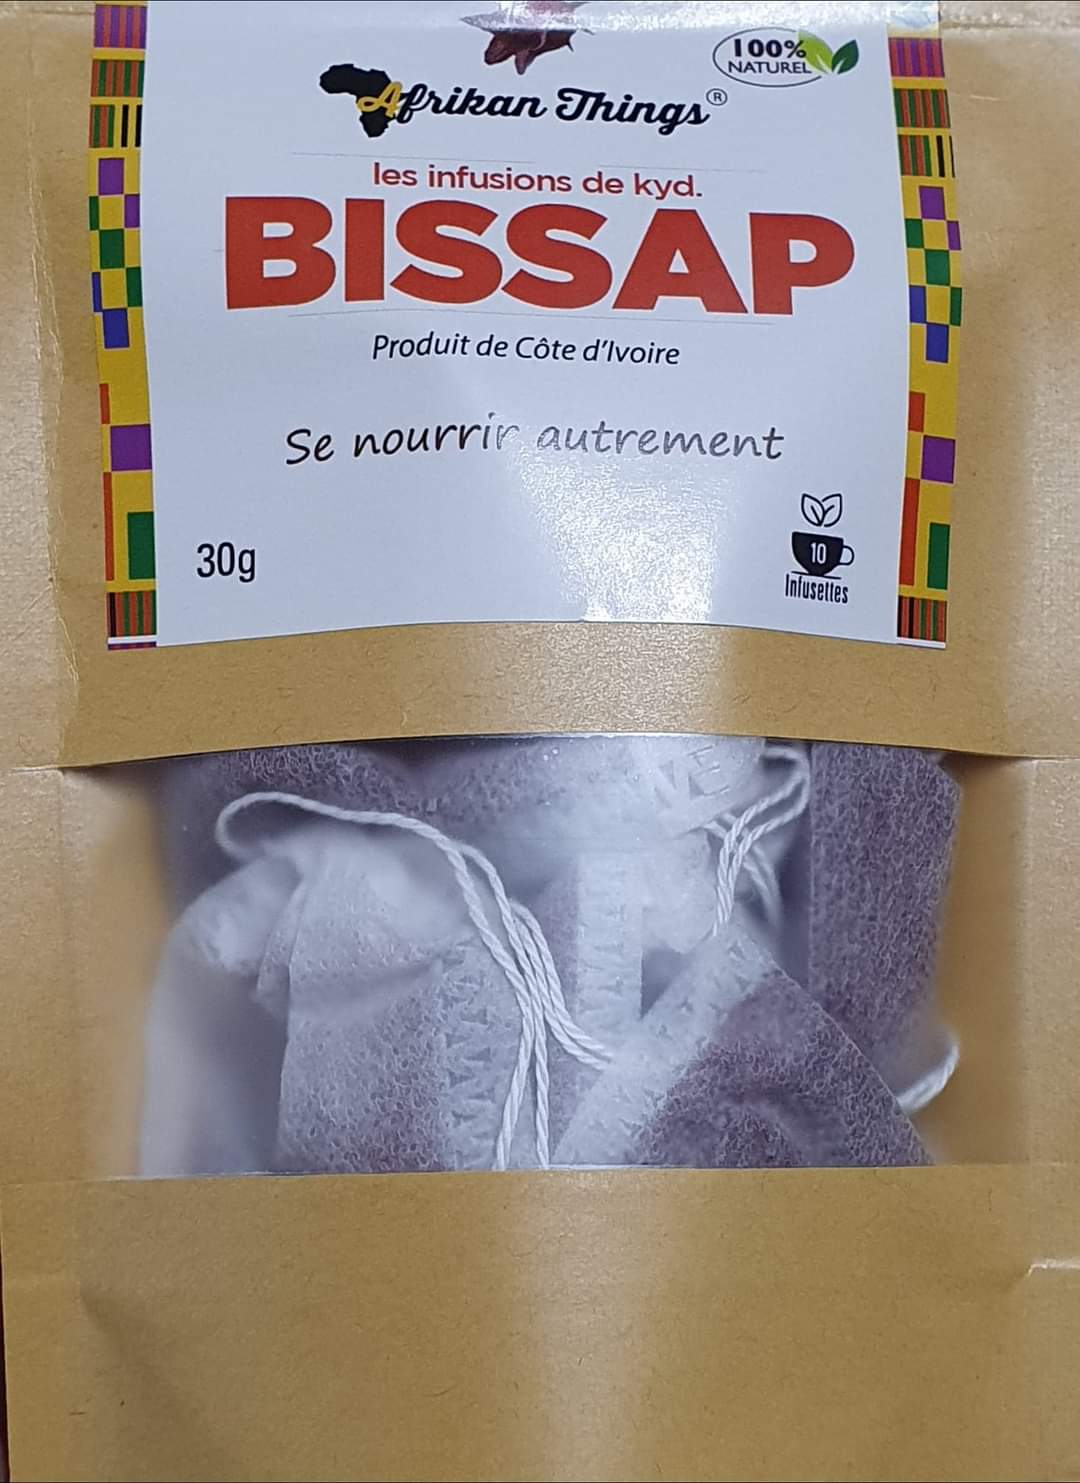 100%
NATUREL
Afrikan Things®
les infusions de kyd.
BISSAP
Produit de Côte d'Ivoire
Se nourrir autrement
30g
10
Infusettes